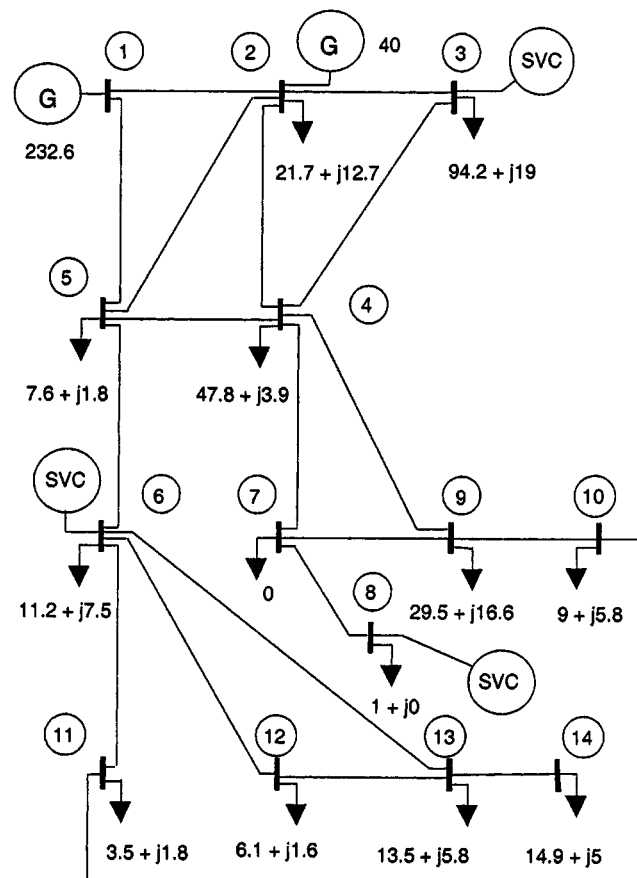 1
2
G
40
3
SVC
G
232.6
21.7 + j12.7
94.2 + j19
5
4
7.6 + j1.8
47.8 + j3.9
SVC
6
7
9
10
11.2 + j7.5
0
8
29.5 + j16.6
9 + j5.8
SVC
1 + j0
11
12
13
14
3.5 + j1.8
6.1 + j1.6
13.5 + j5.8
14.9 + j5